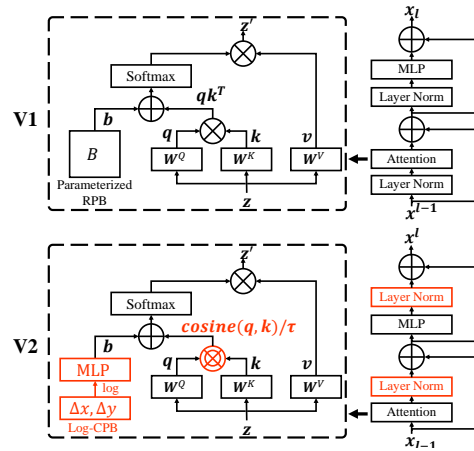 z′
x_l
Softmax
MLP
qk^T
Layer Norm
V1
b
q
k
v
B
W^Q
W^K
W^V
Attention
Parameterized
RPB
Layer Norm
z
x^{l−1}
z′
x^l
Layer Norm
Softmax
cosine(q, k)/τ
MLP
V2
b
q
k
v
MLP
W^Q
W^K
W^V
Layer Norm
log
Δx, Δy
Attention
Log-CPB
z
x_{l−1}